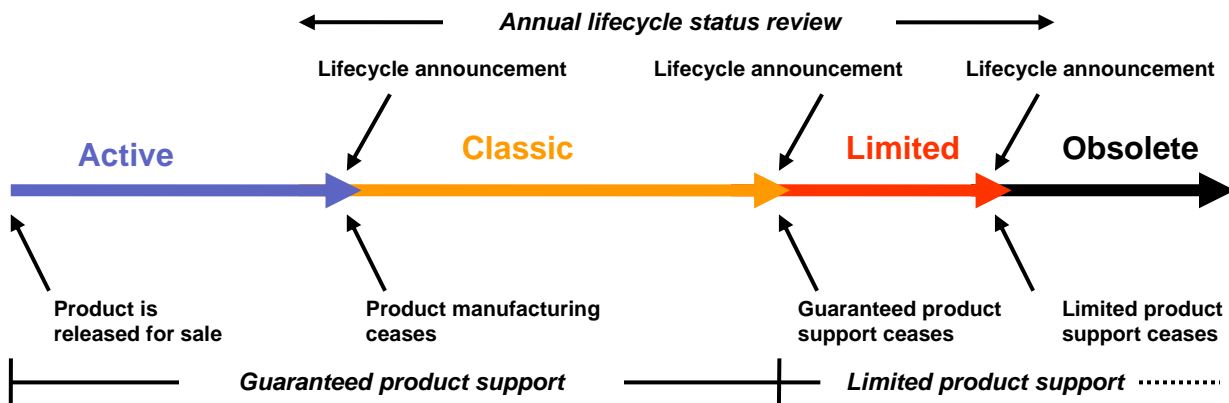 Annual lifecycle status review
Lifecycle announcement
Lifecycle announcement
Lifecycle announcement
Active
Classic
Limited
Obsolete
Product is
released for sale
Product manufacturing
ceases
Guaranteed product
support ceases
Limited product
support ceases
Guaranteed product support
Limited product support